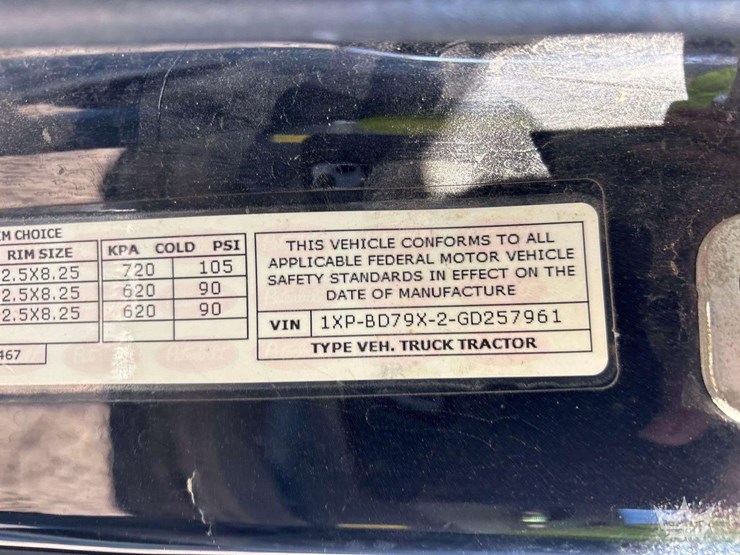 M CHOICE
RIM SIZE KPA COLD PSI
2.5X8.25 720 105
2.5X8.25 620 90
2.5X8.25 620 90
467
THIS VEHICLE CONFORMS TO ALL
APPLICABLE FEDERAL MOTOR VEHICLE
SAFETY STANDARDS IN EFFECT ON THE
DATE OF MANUFACTURE
VIN 1XP-BD79X-2-GD257961
TYPE VEH. TRUCK TRACTOR